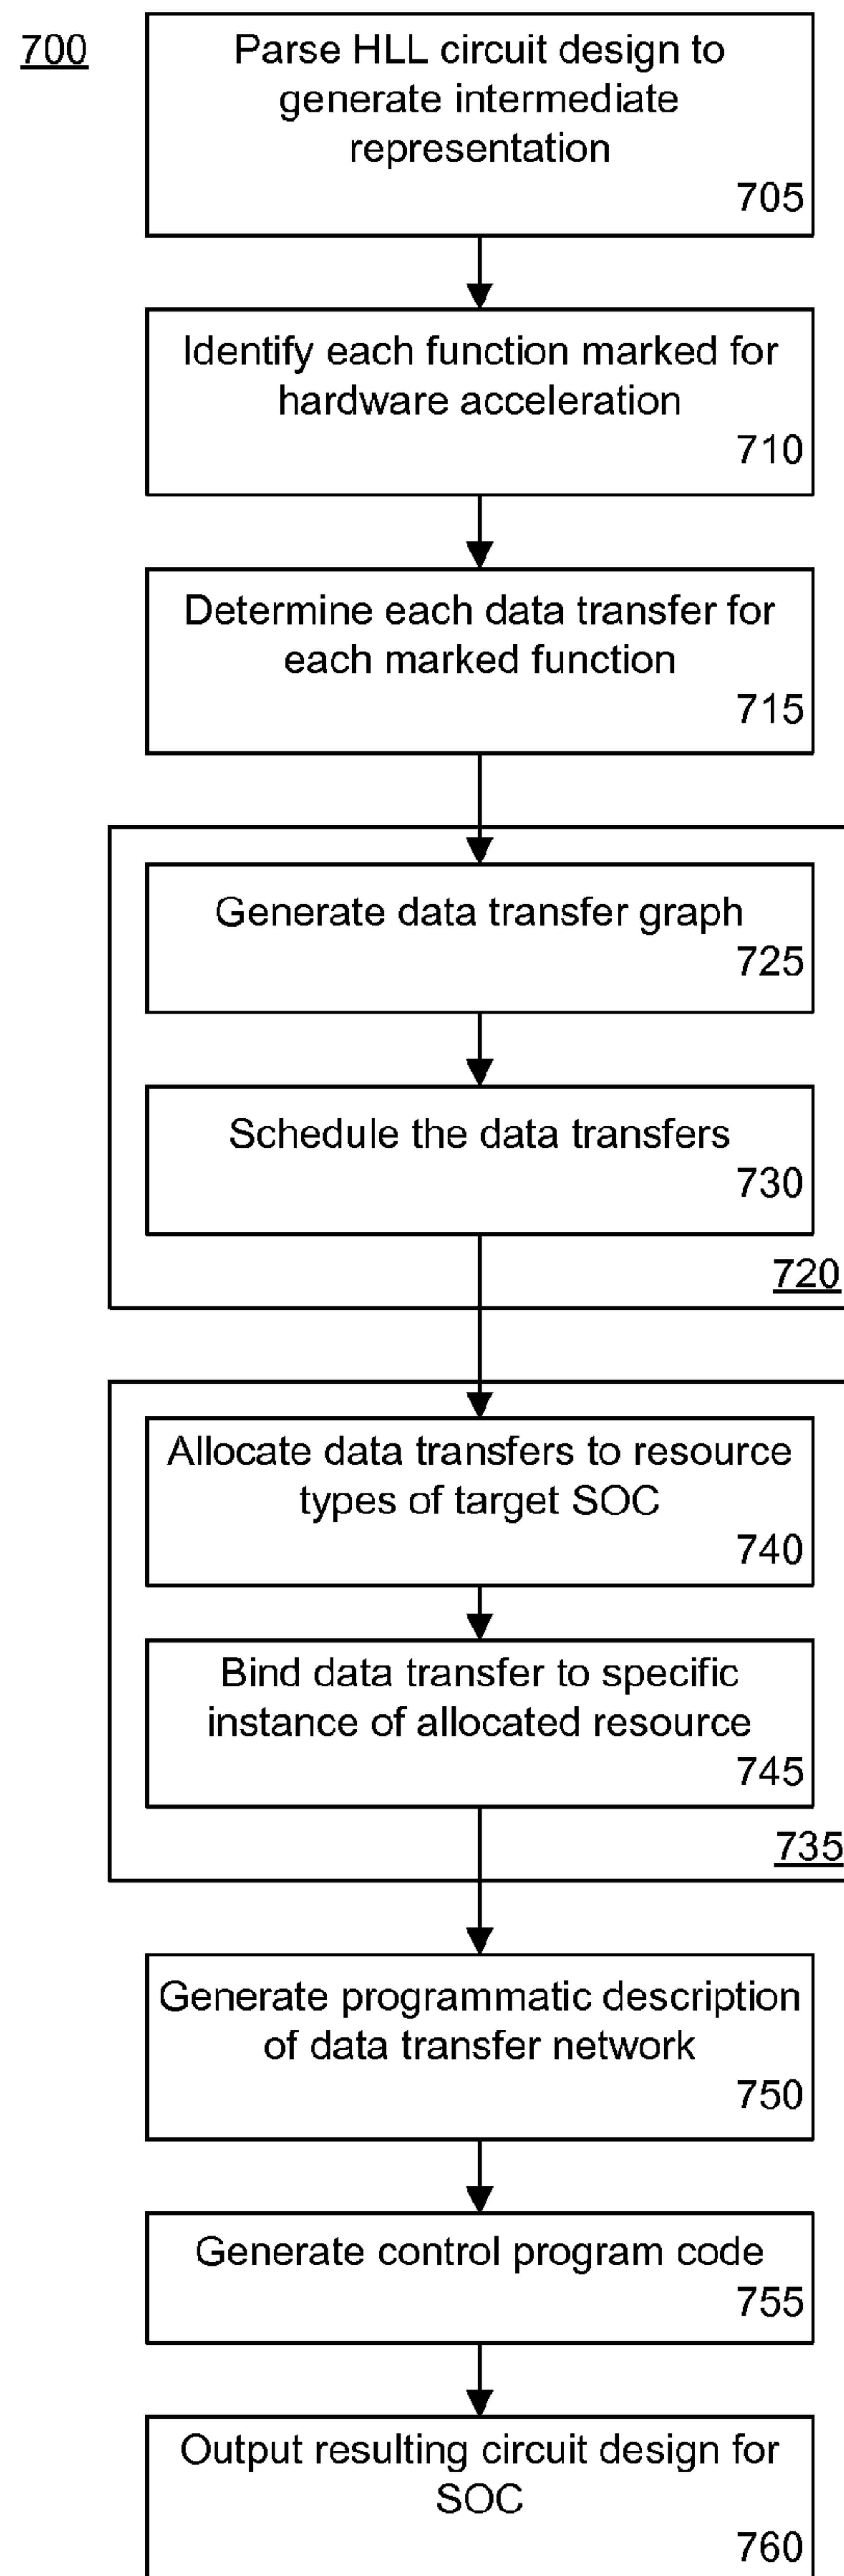 700
Parse HLL circuit design to
generate intermediate
representation
705
Identify each function marked for
hardware acceleration
710
Determine each data transfer for
each marked function
715
Generate data transfer graph
725
Schedule the data transfers
730
720
Allocate data transfers to resource
types of target SOC
740
Bind data transfer to specific
instance of allocated resource
745
735
Generate programmatic description
of data transfer network
750
Generate control program code
755
Output resulting circuit design for
SOC
760